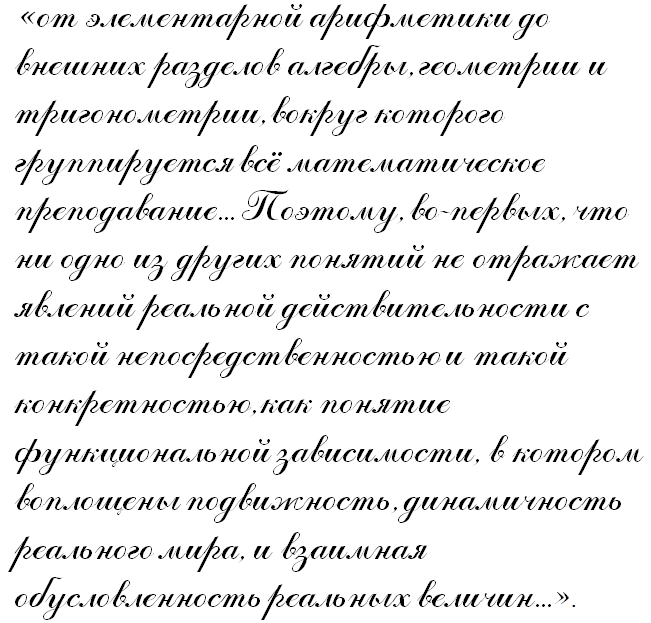 «от элементарной арифметики до
внешних разделов алгебры, геометрии и
тригонометрии, вокруг которого
группируется всё математическое
преподавание... Поэтому, во-первых, что
ни одно из других понятий не отражает
явлений реальной действительности с
такой непосредственностью и такой
конкретностью, как понятие
функциональной зависимости, в котором
воплощены подвижность, динамичность
реального мира, и взаимная
обусловленность реальных величин...».